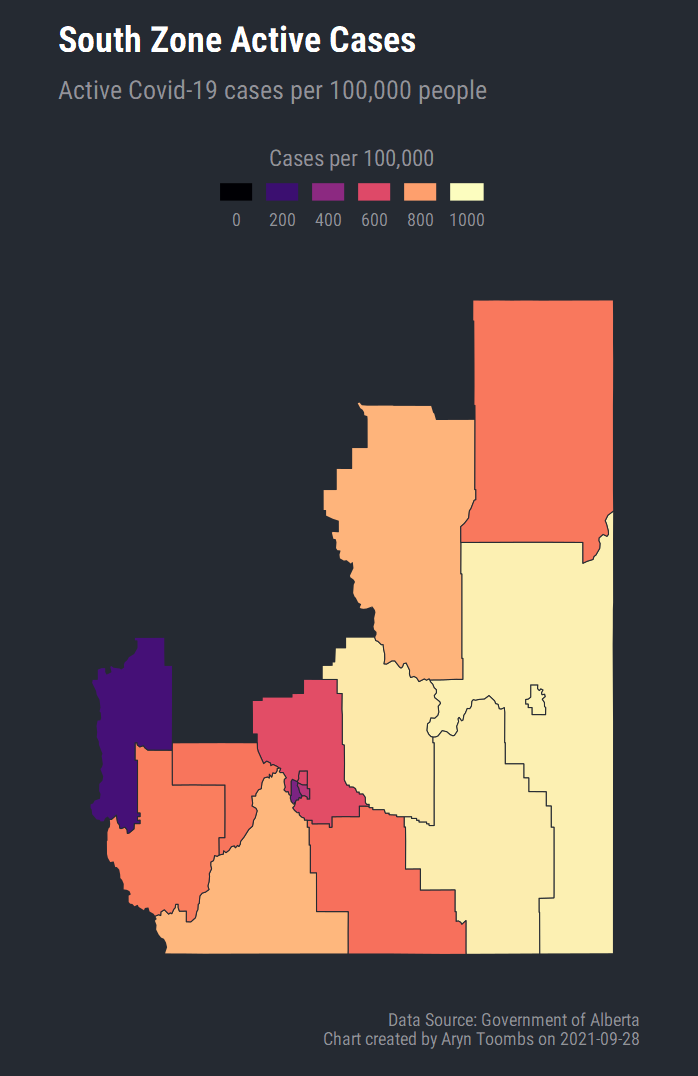 South Zone Active Cases
Active Covid-19 cases per 100,000 people
Cases per 100,000
0 200 400 600 800 1000
Data Source: Government of Alberta
Chart created by Aryn Toombs on 2021-09-28